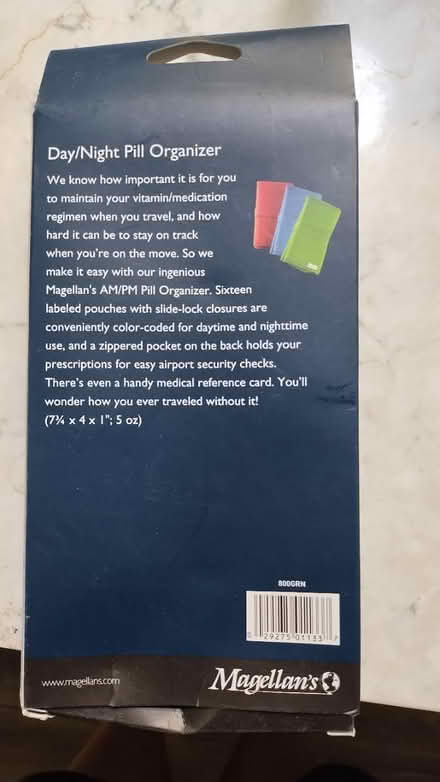 Day/Night Pill Organizer
We know how important it is for you
to maintain your vitamin/medication
regimen when you travel, and how
hard it can be to stay on track
when you're on the move. So we
make it easy with our ingenious
Magellan's AM/PM Pill Organizer. Sixteen
labeled pouches with slide-lock closures are
conveniently color-coded for daytime and nighttime
use, and a zippered pocket on the back holds your
prescriptions for easy airport security checks.
There's even a handy medical reference card. You'll
wonder how you ever traveled without it!
(7¾ x 4 x 1"; 5 oz)
800GRN
29275 01133
www.magellans.com
Magellan's